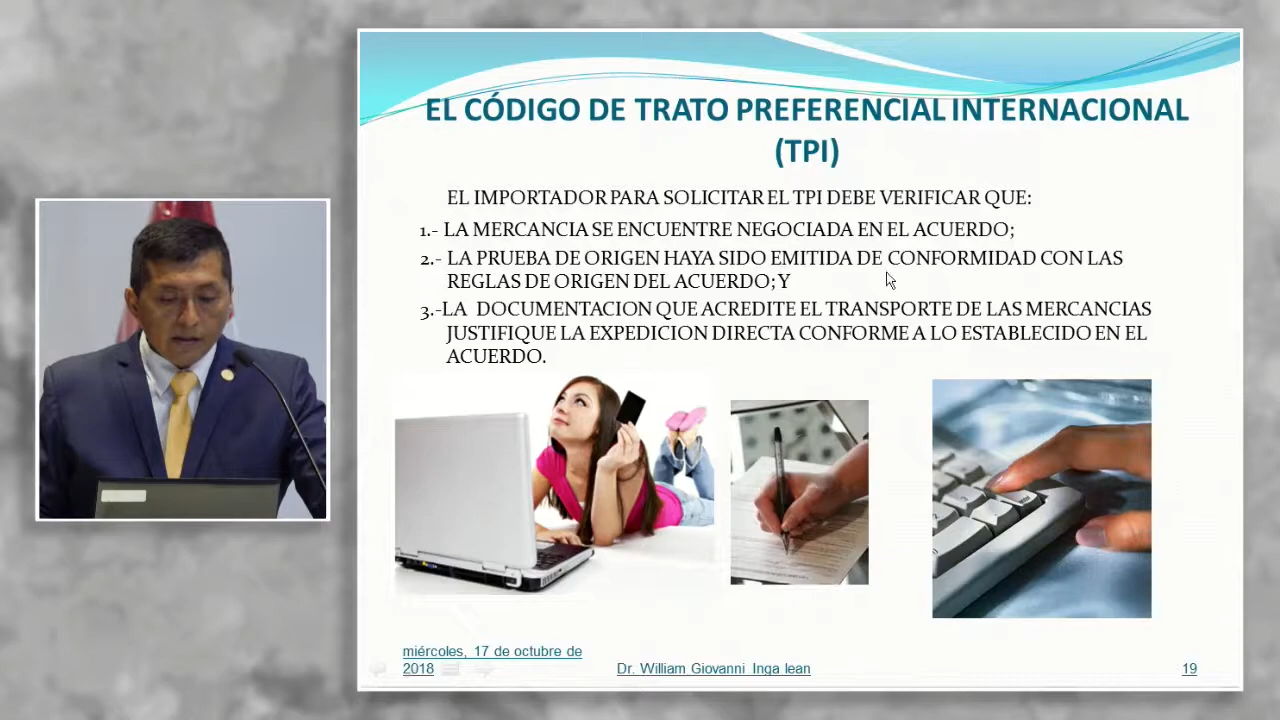 EL CÓDIGO DE TRATO PREFERENCIAL INTERNACIONAL
(TPI)
EL IMPORTADOR PARA SOLICITAR EL TPI DEBE VERIFICAR QUE:
1.- LA MERCANCIA SE ENCUENTRE NEGOCIADA EN EL ACUERDO;
2.- LA PRUEBA DE ORIGEN HAYA SIDO EMITIDA DE CONFORMIDAD CON LAS
REGLAS DE ORIGEN DEL ACUERDO; Y
3.-LA DOCUMENTACION QUE ACREDITE EL TRANSPORTE DE LAS MERCANCIAS
JUSTIFIQUE LA EXPEDICION DIRECTA CONFORME A LO ESTABLECIDO EN EL
ACUERDO.
miércoles, 17 de octubre de
2018
Dr. William Giovanni Inga lean
19